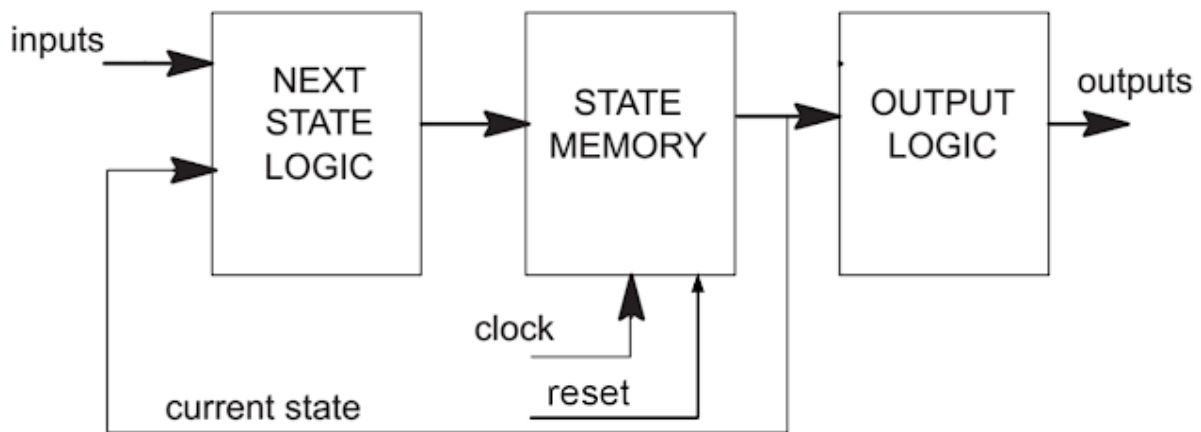 inputs
NEXT
STATE
LOGIC
STATE
MEMORY
OUTPUT
LOGIC
outputs
clock
reset
current state